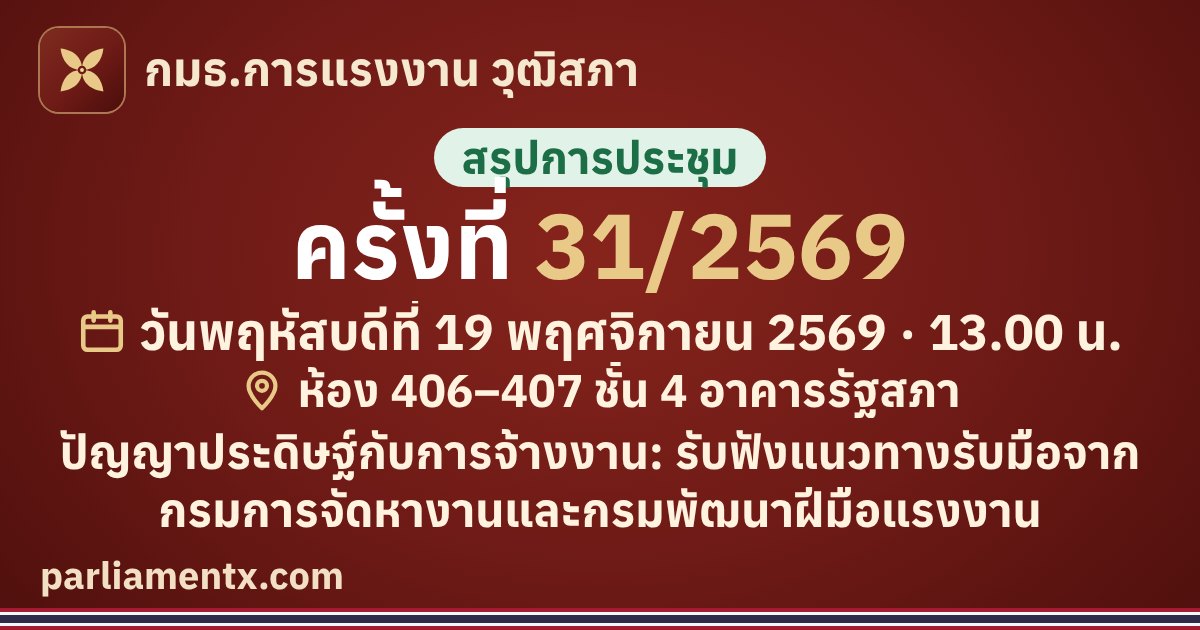 กมธ.การแรงงาน วุฒิสภา
สรุปการประชุม
ครั้งที่ 31/2569
วันพฤหัสบดีที่ 19 พฤศจิกายน 2569 · 13.00 น.
ห้อง 406–407 ชั้น 4 อาคารรัฐสภา
ปัญญาประดิษฐ์กับการจ้างงาน: รับฟังแนวทางรับมือจาก
กรมการจัดหางานและกรมพัฒนาฝีมือแรงงาน
parliamentx.com